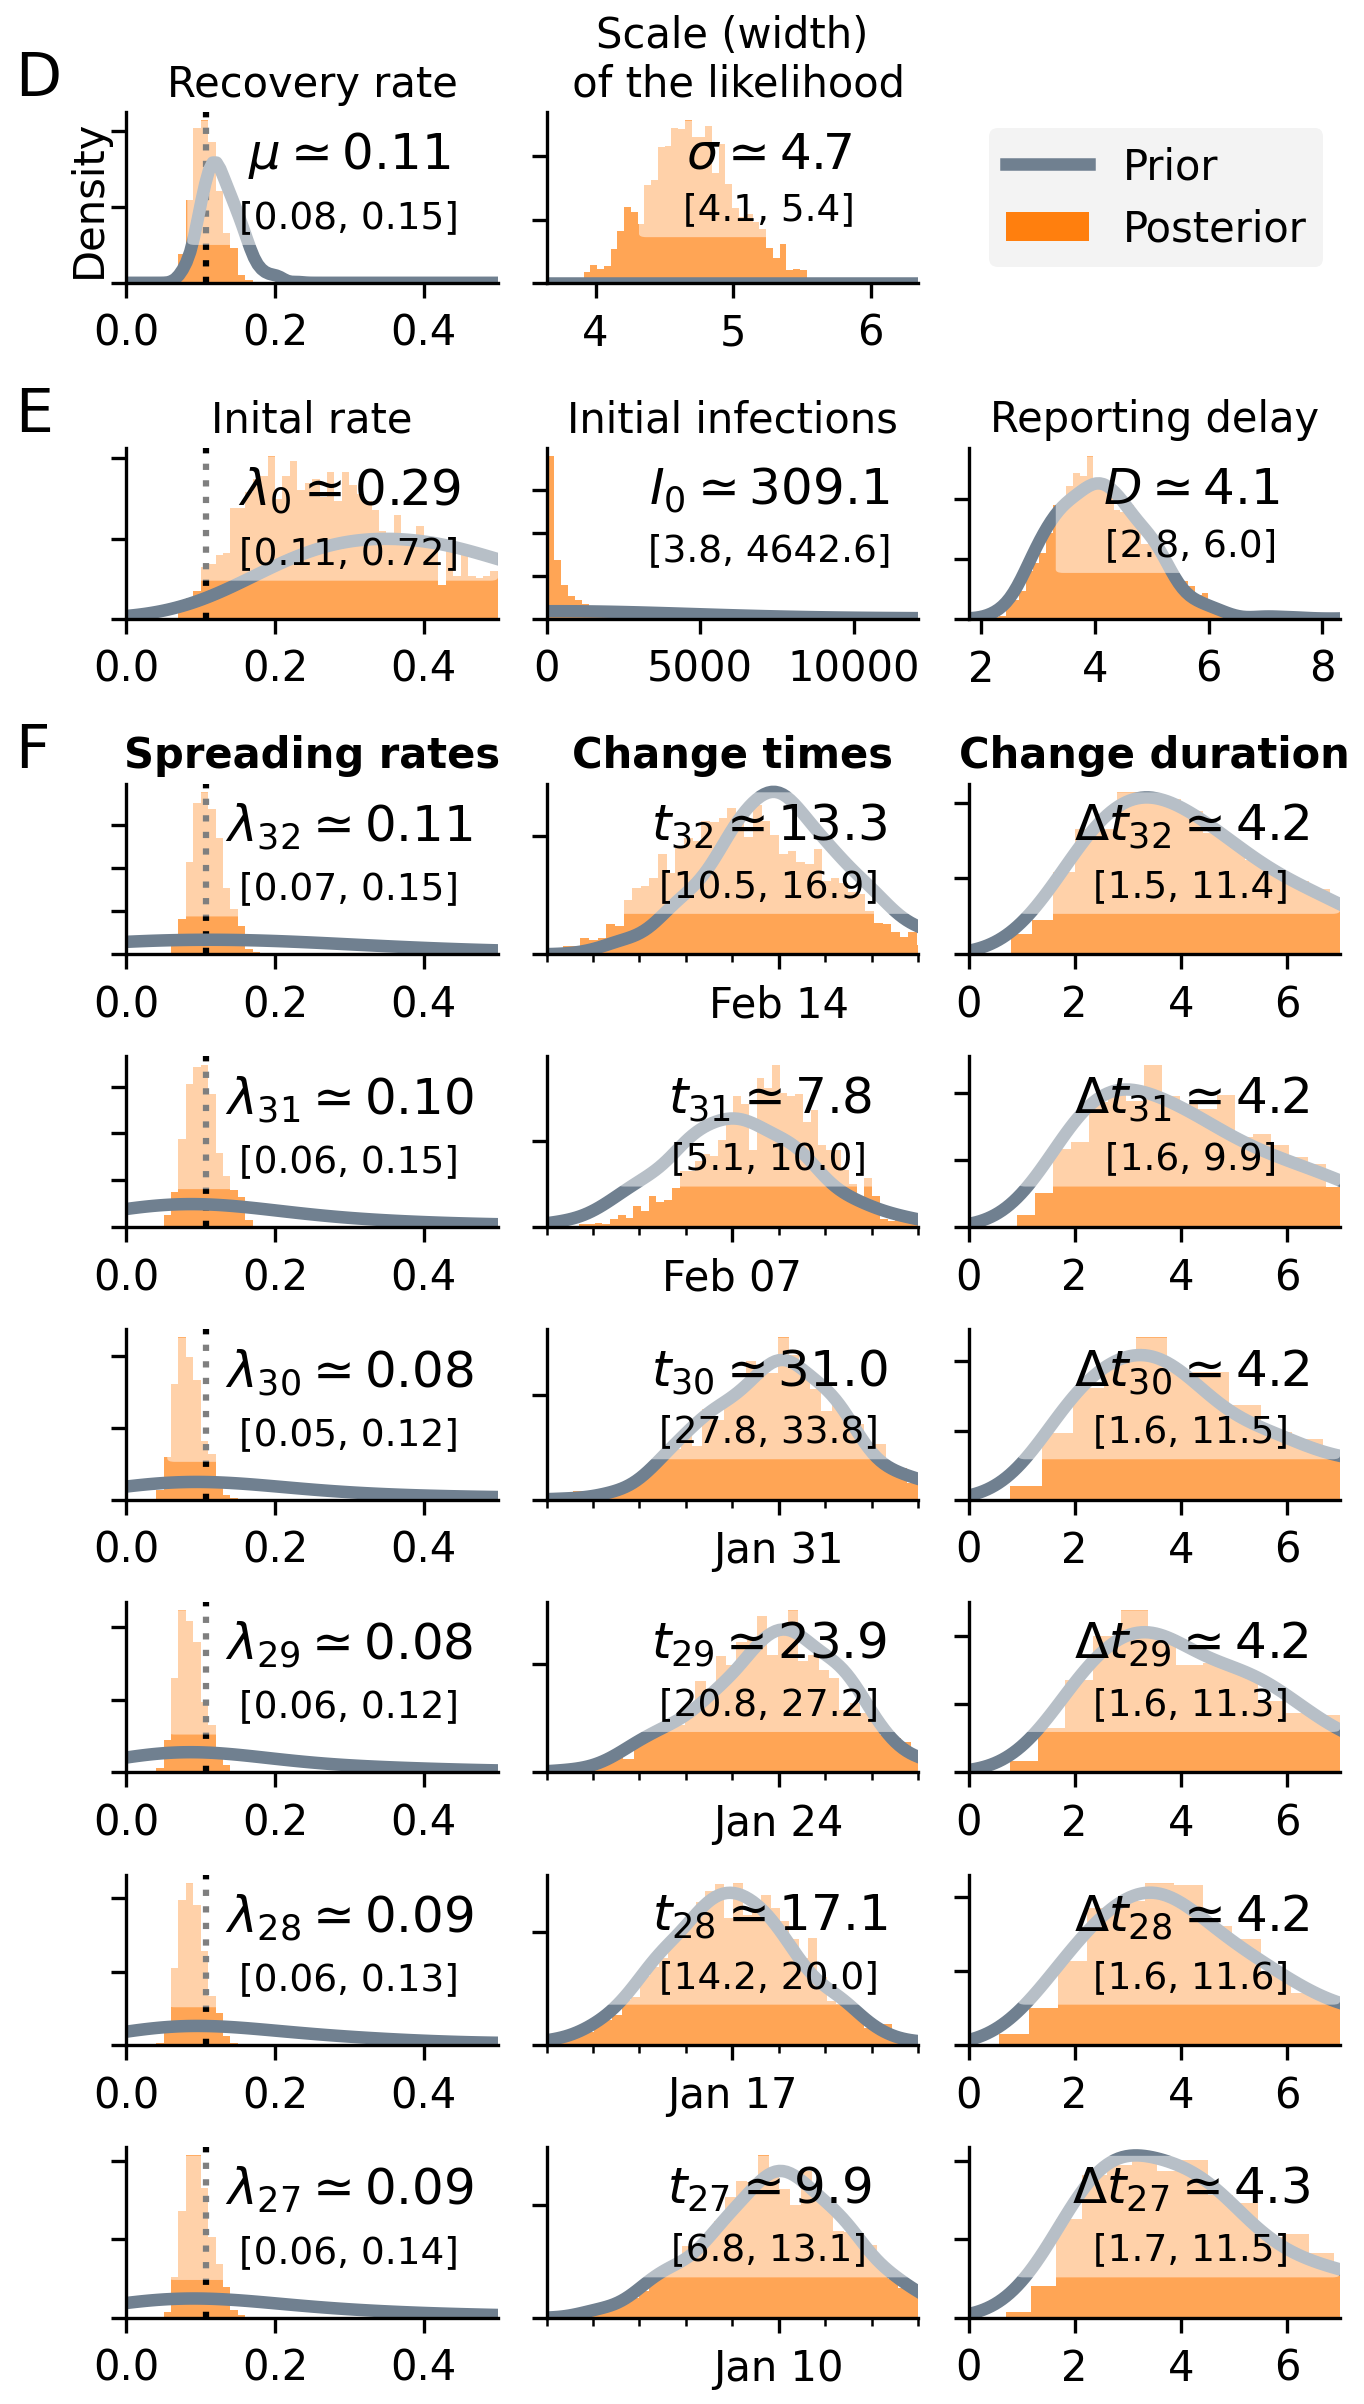 D
Recovery rate
Scale (width)
of the likelihood
Density
μ ≃ 0.11
[0.08, 0.15]
0.0 0.2 0.4
σ ≃ 4.7
[4.1, 5.4]
4 5 6
Prior
Posterior
E
Inital rate
λ0 ≃ 0.29
[0.11, 0.72]
0.0 0.2 0.4
Initial infections
I0 ≃ 309.1
[3.8, 4642.6]
0 5000 10000
Reporting delay
D ≃ 4.1
[2.8, 6.0]
2 4 6 8
F
Spreading rates
Change times
Change duration
λ32 ≃ 0.11
[0.07, 0.15]
0.0 0.2 0.4
t32 ≃ 13.3
[10.5, 16.9]
Feb 14
Δt32 ≃ 4.2
[1.5, 11.4]
0 2 4 6
λ31 ≃ 0.10
[0.06, 0.15]
0.0 0.2 0.4
t31 ≃ 7.8
[5.1, 10.0]
Feb 07
Δt31 ≃ 4.2
[1.6, 9.9]
0 2 4 6
λ30 ≃ 0.08
[0.05, 0.12]
0.0 0.2 0.4
t30 ≃ 31.0
[27.8, 33.8]
Jan 31
Δt30 ≃ 4.2
[1.6, 11.5]
0 2 4 6
λ29 ≃ 0.08
[0.06, 0.12]
0.0 0.2 0.4
t29 ≃ 23.9
[20.8, 27.2]
Jan 24
Δt29 ≃ 4.2
[1.6, 11.3]
0 2 4 6
λ28 ≃ 0.09
[0.06, 0.13]
0.0 0.2 0.4
t28 ≃ 17.1
[14.2, 20.0]
Jan 17
Δt28 ≃ 4.2
[1.6, 11.6]
0 2 4 6
λ27 ≃ 0.09
[0.06, 0.14]
0.0 0.2 0.4
t27 ≃ 9.9
[6.8, 13.1]
Jan 10
Δt27 ≃ 4.3
[1.7, 11.5]
0 2 4 6